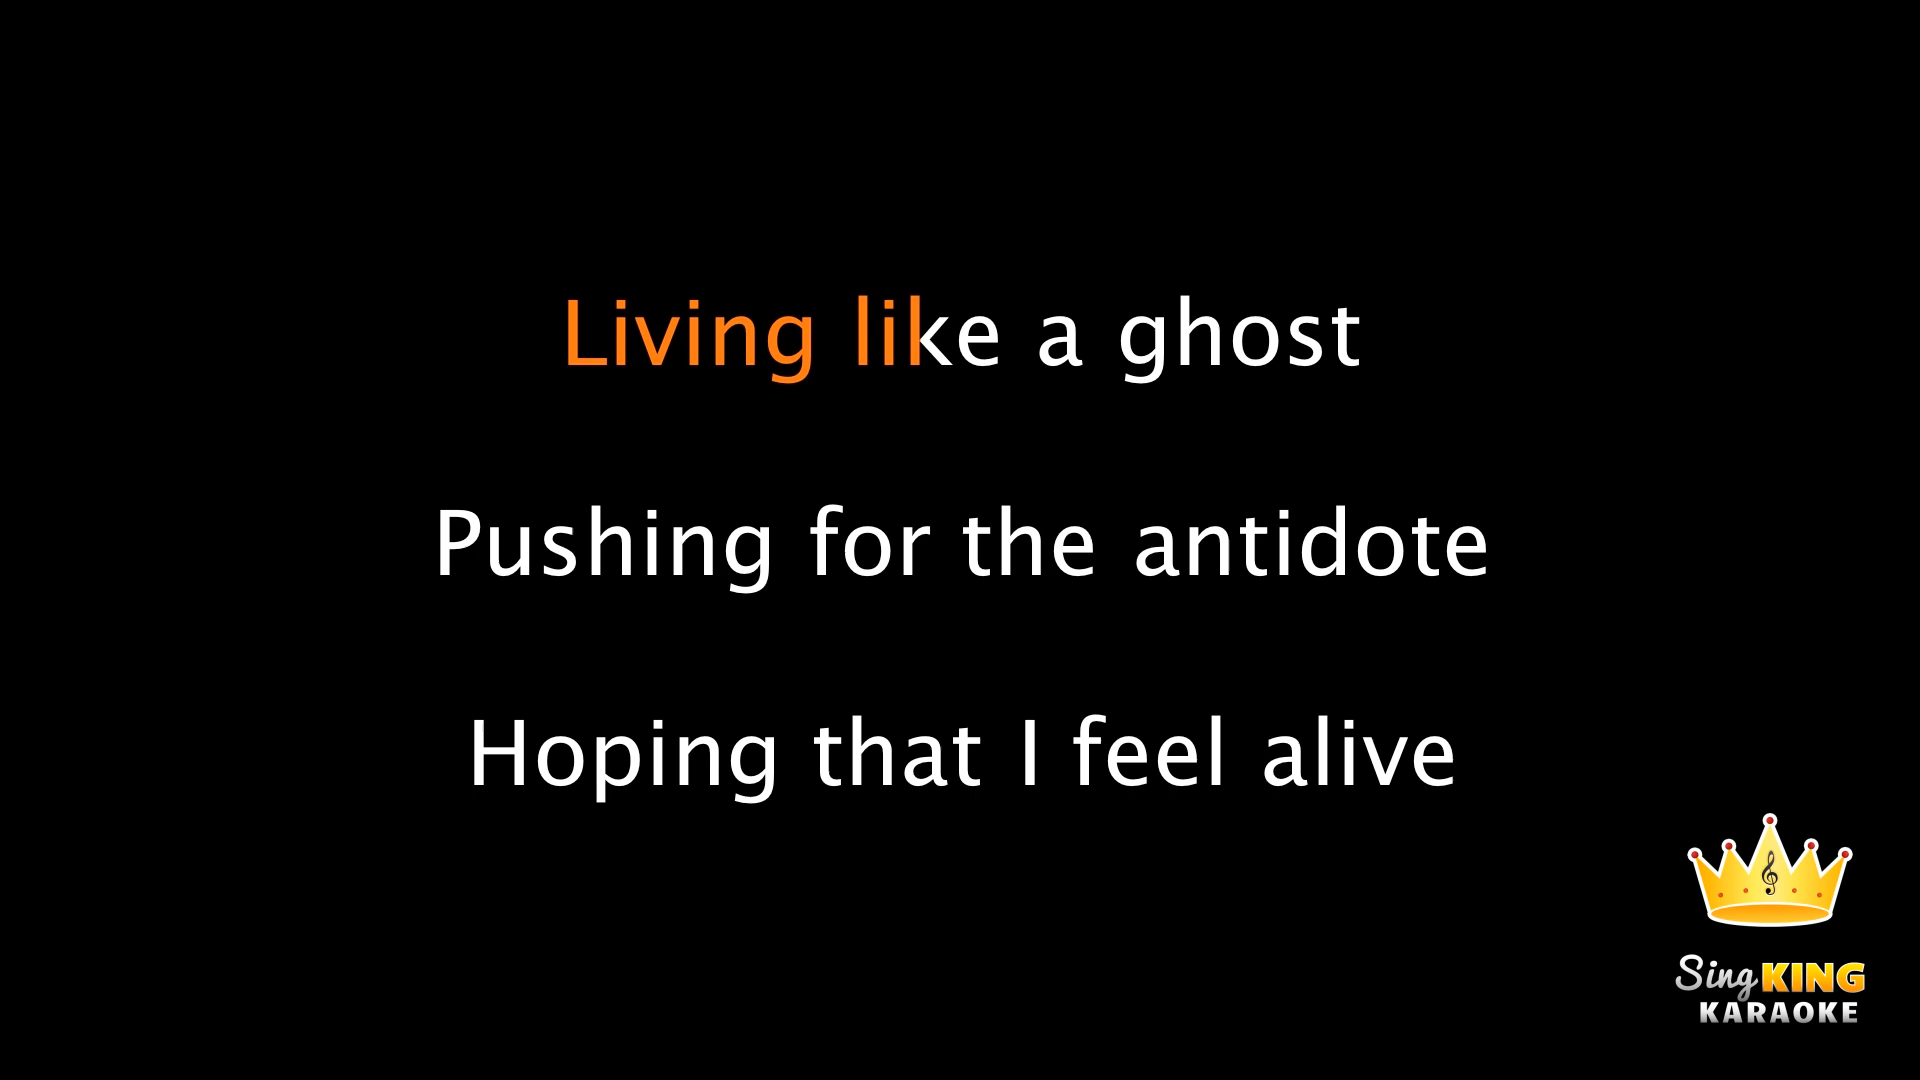 Living like a ghost
Pushing for the antidote
Hoping that I feel alive
Sing KING
KARAOKE